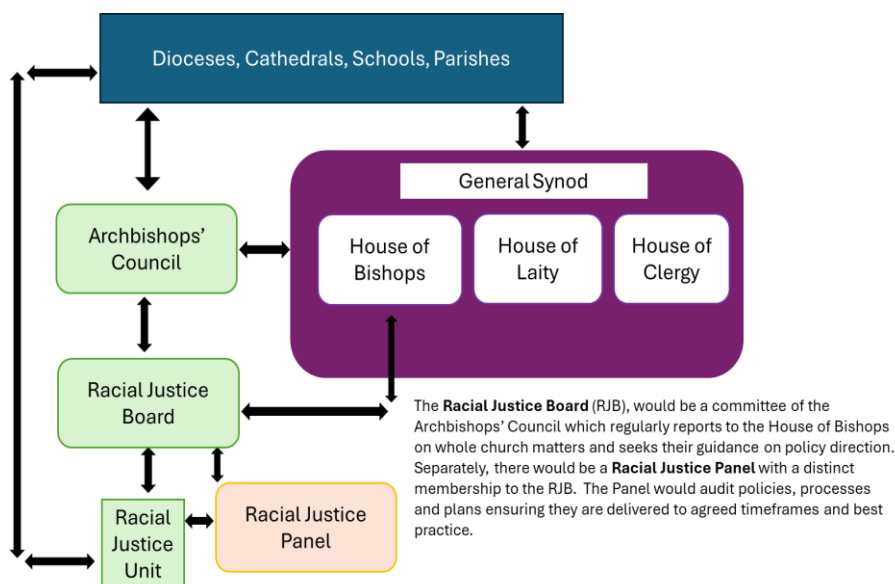 Dioceses, Cathedrals, Schools, Parishes
General Synod
Archbishops’
Council
House of
Bishops
House of
Laity
House of
Clergy
Racial Justice
Board
The Racial Justice Board (RJB), would be a committee of the
Archbishops’ Council which regularly reports to the House of Bishops
on whole church matters and seeks their guidance on policy direction.
Separately, there would be a Racial Justice Panel with a distinct
membership to the RJB. The Panel would audit policies, processes
and plans ensuring they are delivered to agreed timeframes and best
practice.
Racial
Justice
Unit
Racial Justice
Panel